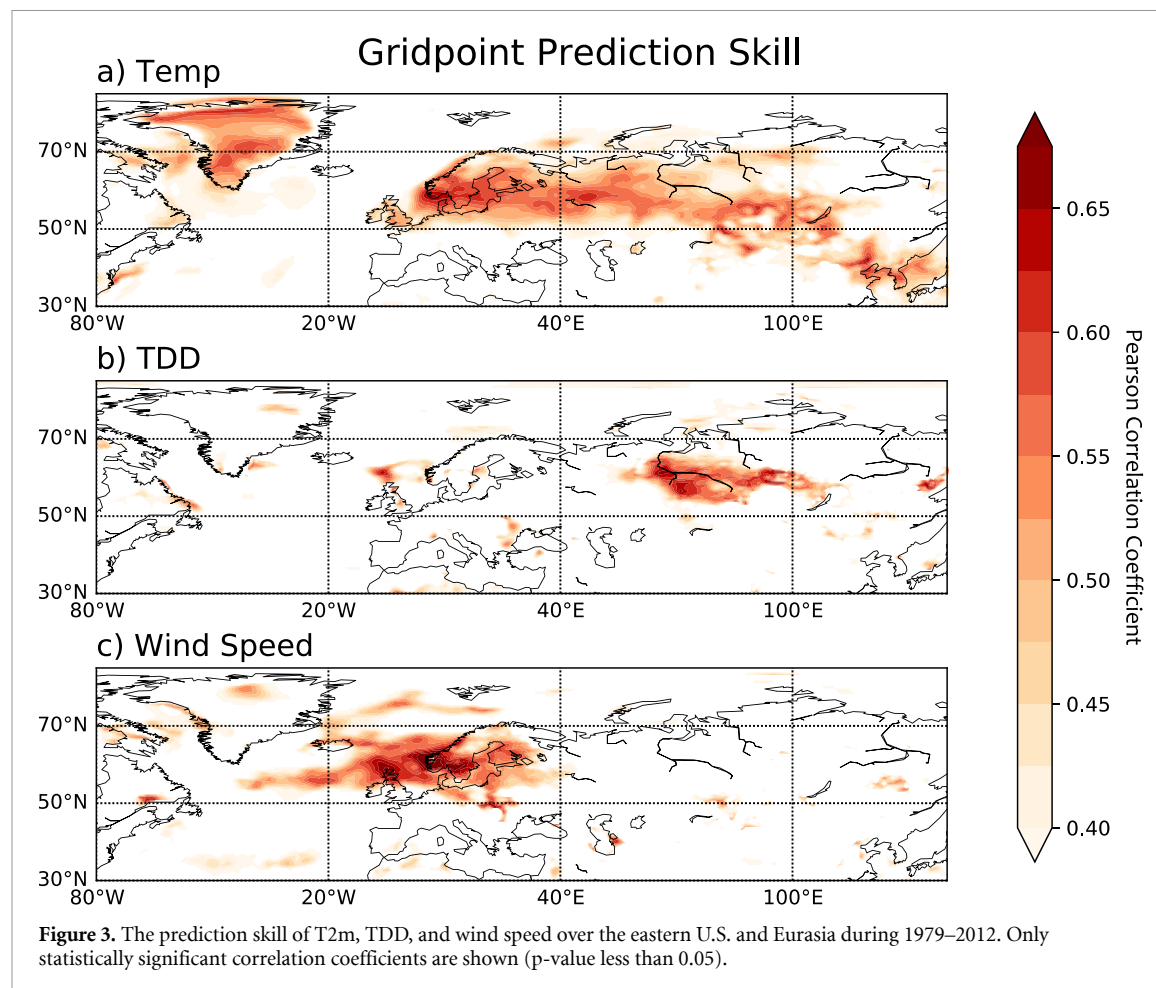 Gridpoint Prediction Skill
a) Temp
70°N
50°N
30°N
80°W 20°W 40°E 100°E
b) TDD
70°N
50°N
30°N
80°W 20°W 40°E 100°E
c) Wind Speed
70°N
50°N
30°N
80°W 20°W 40°E 100°E
0.65
0.60
0.55
0.50
0.45
0.40
Pearson Correlation Coefficient
Figure 3. The prediction skill of T2m, TDD, and wind speed over the eastern U.S. and Eurasia during 1979–2012. Only
statistically significant correlation coefficients are shown (p-value less than 0.05).